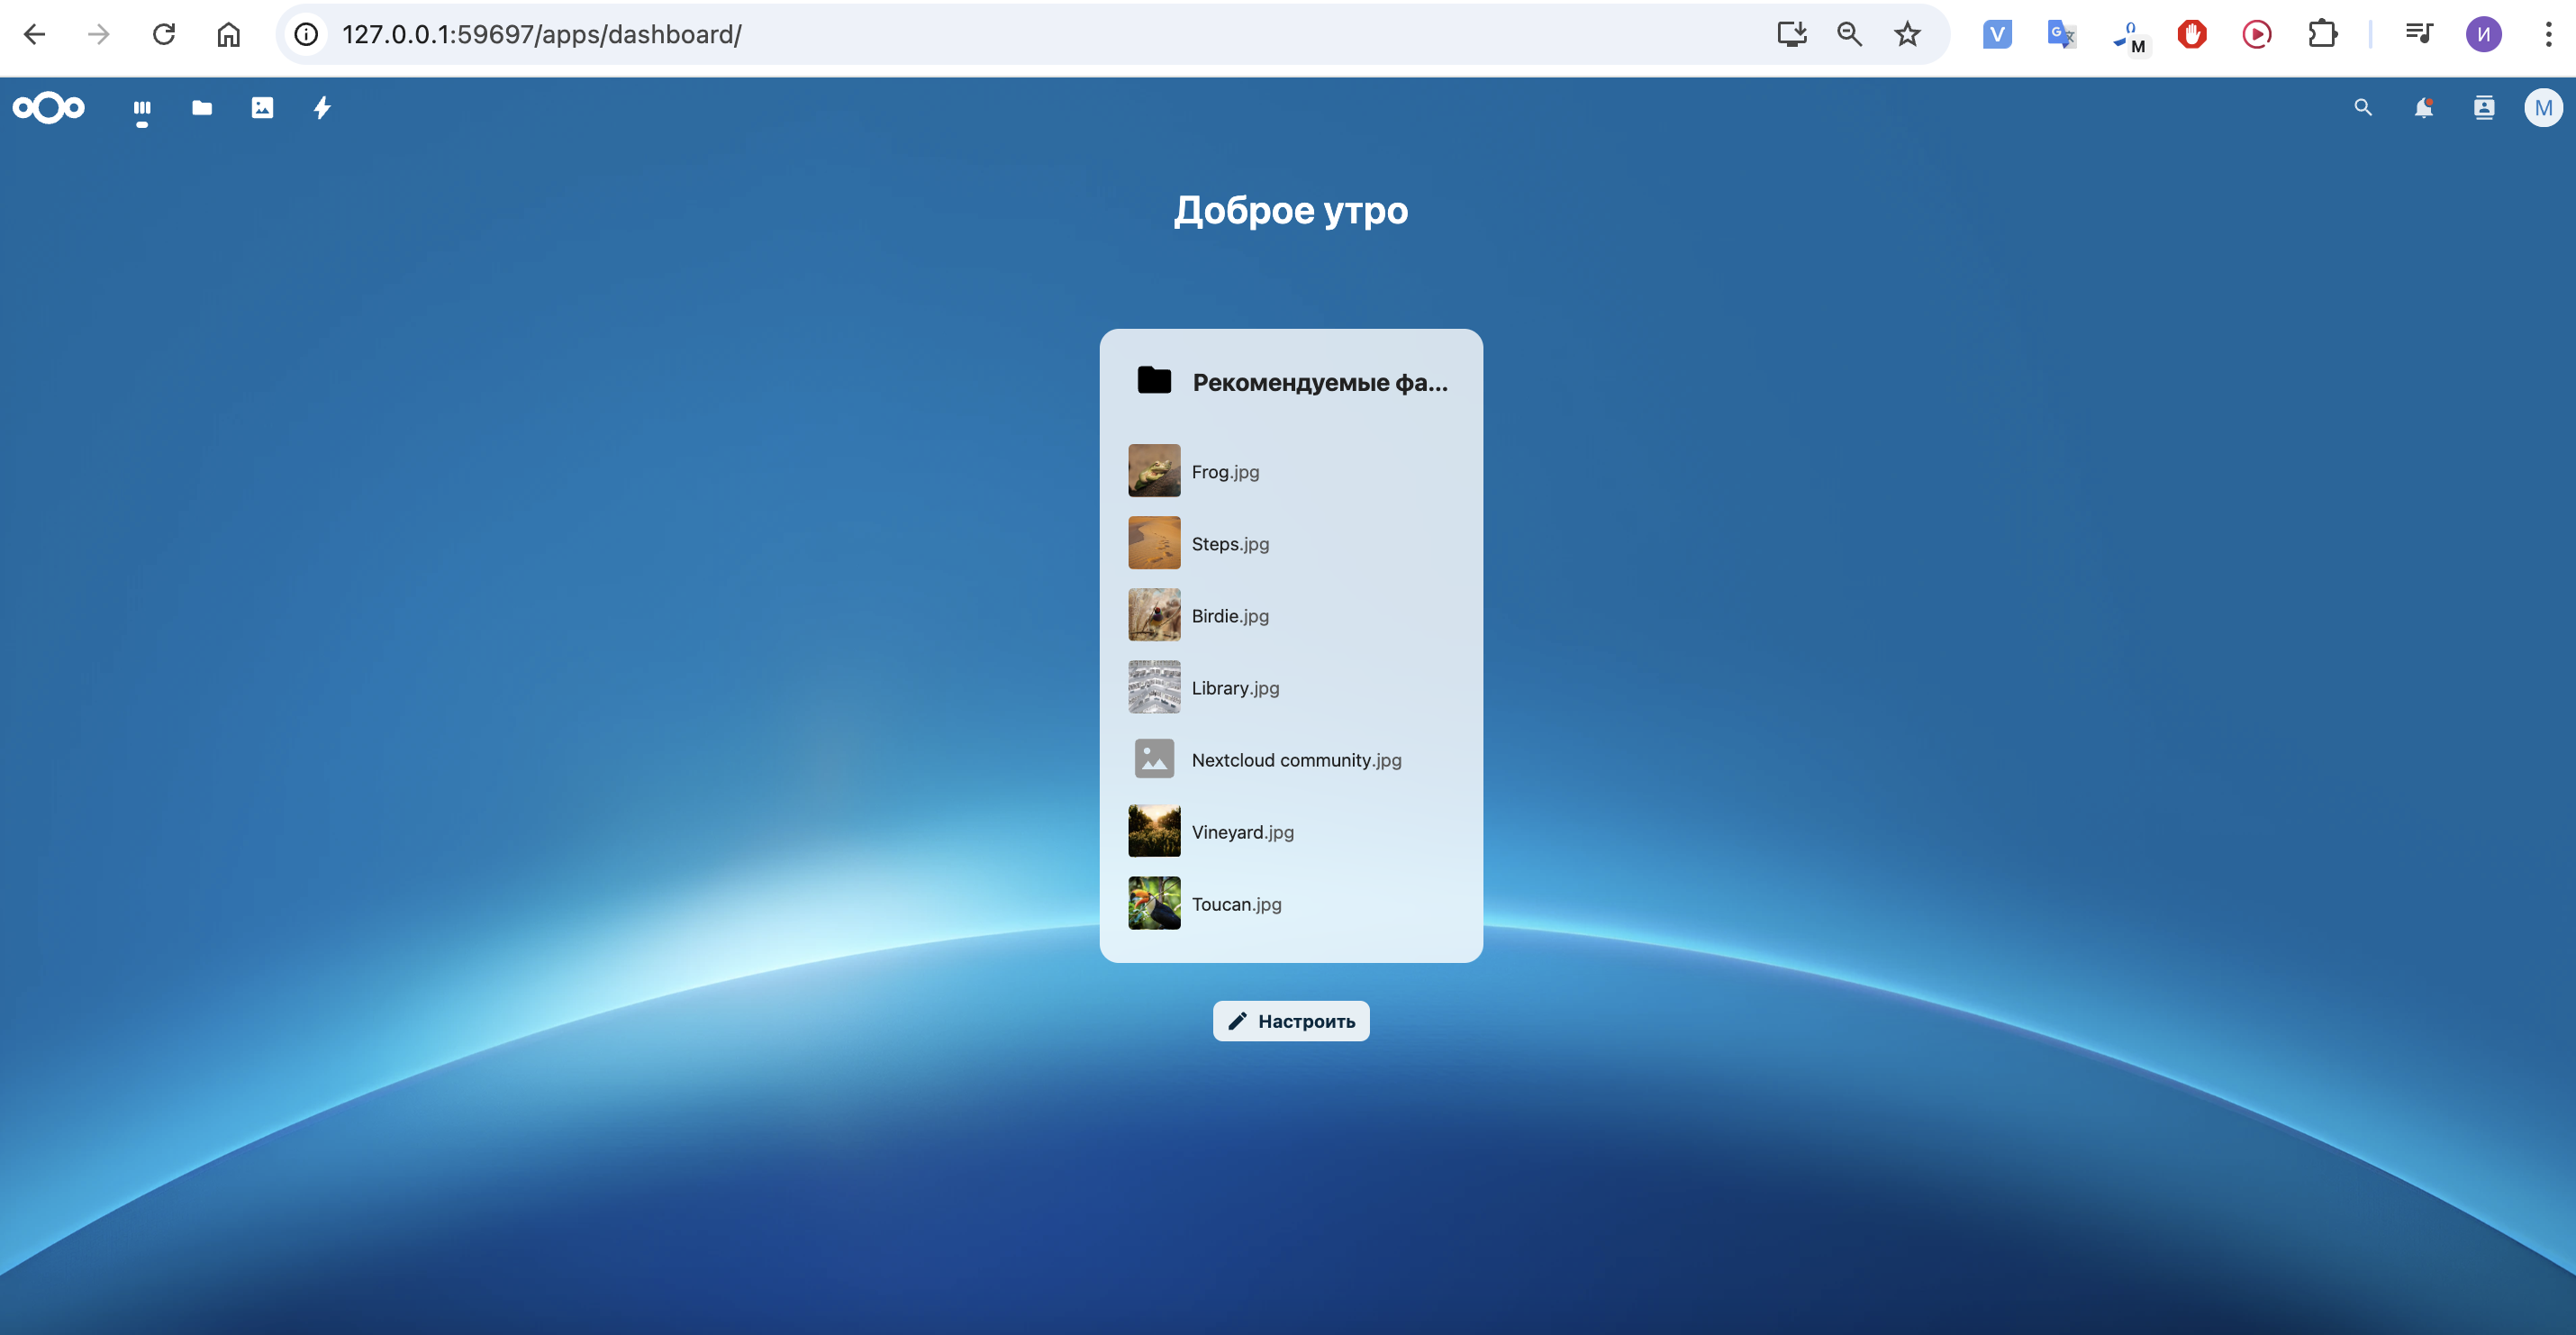 127.0.0.1:59697/apps/dashboard/
V
G
M
И
M
Доброе утро
Рекомендуемые фа...
Frog.jpg
Steps.jpg
Birdie.jpg
Library.jpg
Nextcloud community.jpg
Vineyard.jpg
Toucan.jpg
Настроить